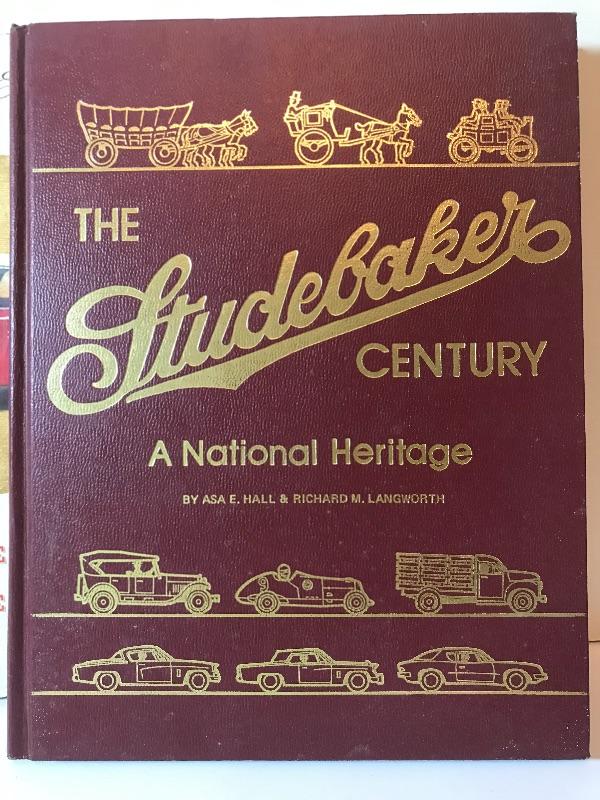 THE
Studebaker
CENTURY
A National Heritage
BY ASA E. HALL & RICHARD M. LANGWORTH